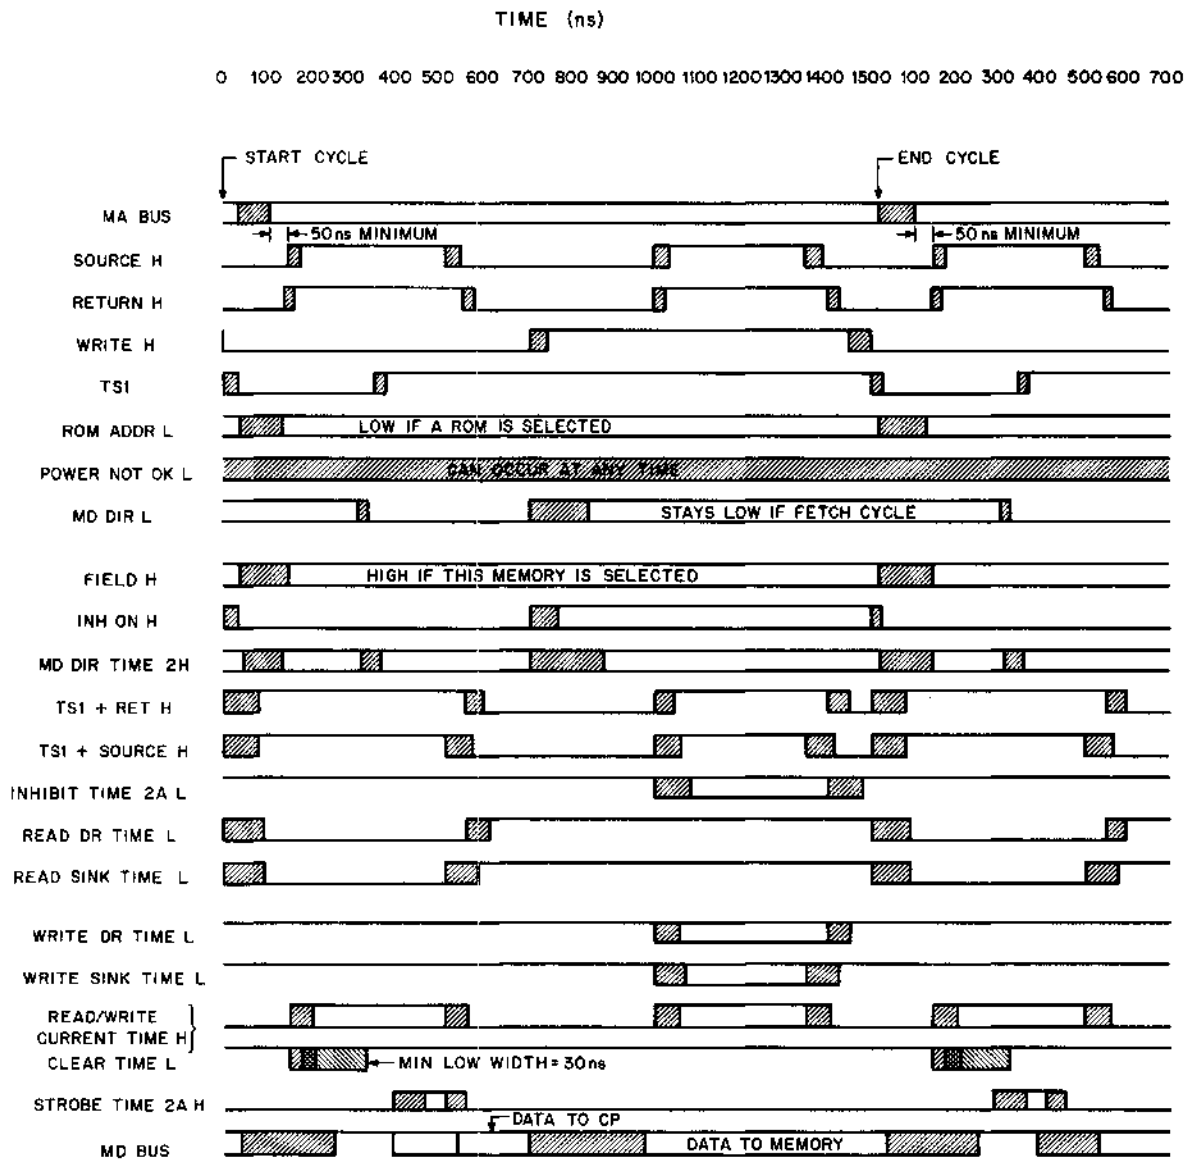 TIME (ns)
0 100 200 300 400 500 600 700 800 900 1000 1100 1200 1300 1400 1500 100 200 300 400 500 600 700
START CYCLE END CYCLE
MA BUS
50ns MINIMUM 50ns MINIMUM
SOURCE H
RETURN H
WRITE H
TS1
ROM ADDR L LOW IF A ROM IS SELECTED
POWER NOT OK L CAN OCCUR AT ANY TIME
MD DIR L STAYS LOW IF FETCH CYCLE
FIELD H HIGH IF THIS MEMORY IS SELECTED
INH ON H
MD DIR TIME 2H
TS1 + RET H
TS1 + SOURCE H
INHIBIT TIME 2A L
READ DR TIME L
READ SINK TIME L
WRITE DR TIME L
WRITE SINK TIME L
READ/WRITE
CURRENT TIME H
CLEAR TIME L MIN LOW WIDTH = 30ns
STROBE TIME 2A H
DATA TO CP
MD BUS DATA TO MEMORY